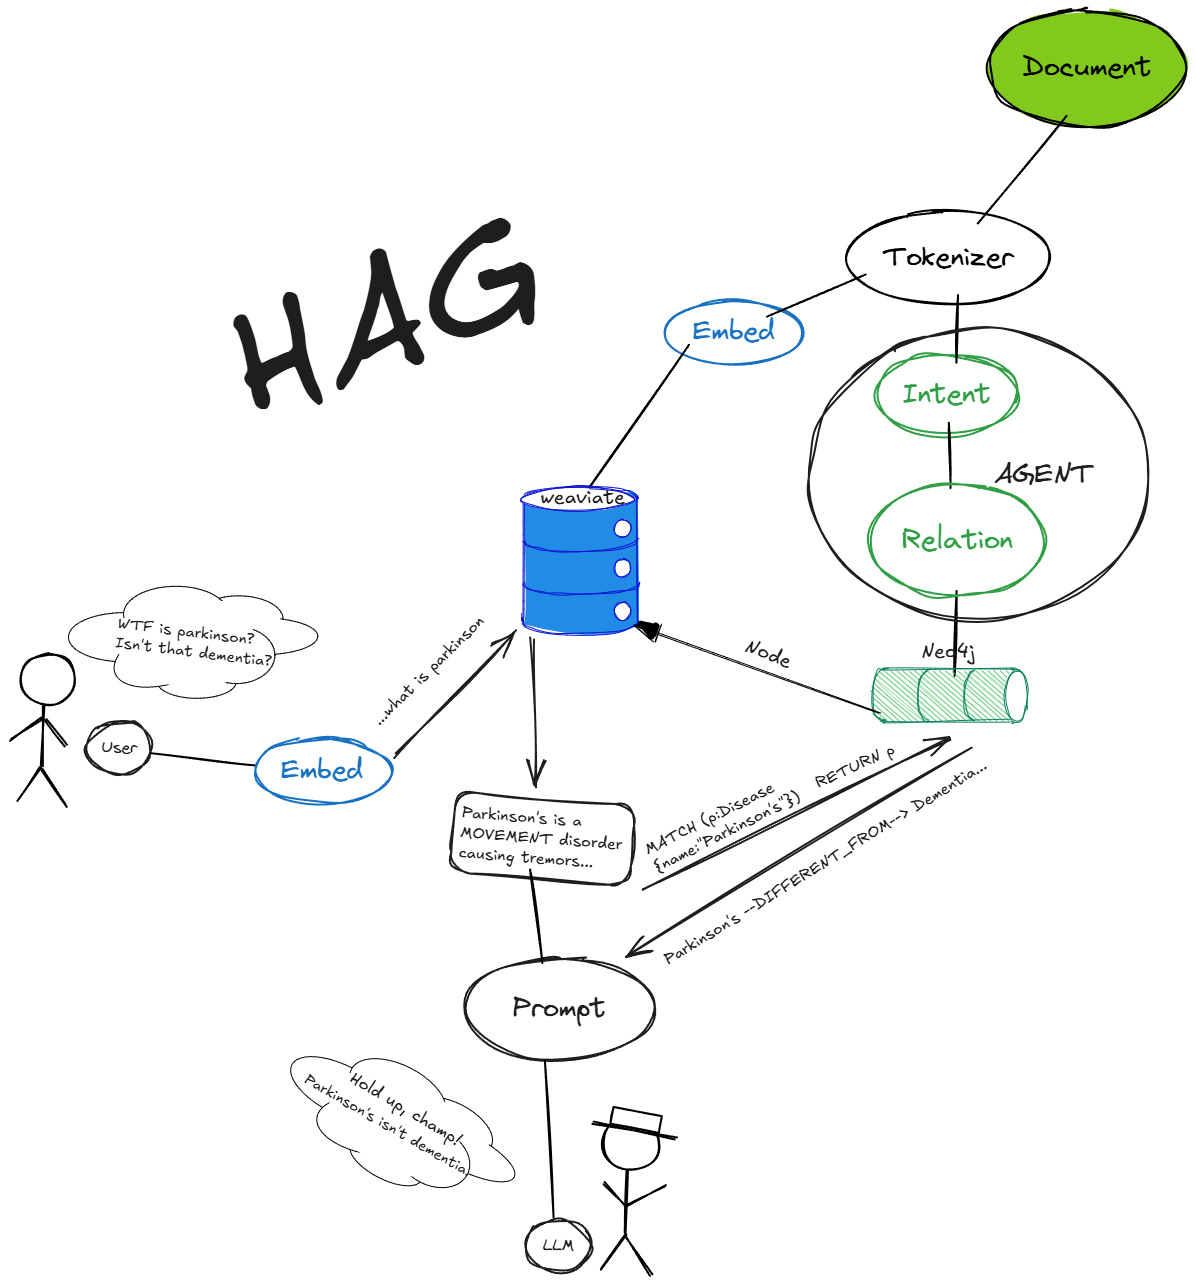 Document
HAG
Tokenizer
Embed
Intent
AGENT
Relation
weaviate
Neo4j
Node
WTF is parkinson?
Isn't that dementia?
User
Embed
...what is parkinson
Parkinson's is a
MOVEMENT disorder
causing tremors...
MATCH (p:Disease
{name:"Parkinson's"})
RETURN p
Parkinson's --DIFFERENT_FROM--> Dementia...
Prompt
Hold up, champ!
Parkinson's isn't dementia
LLM